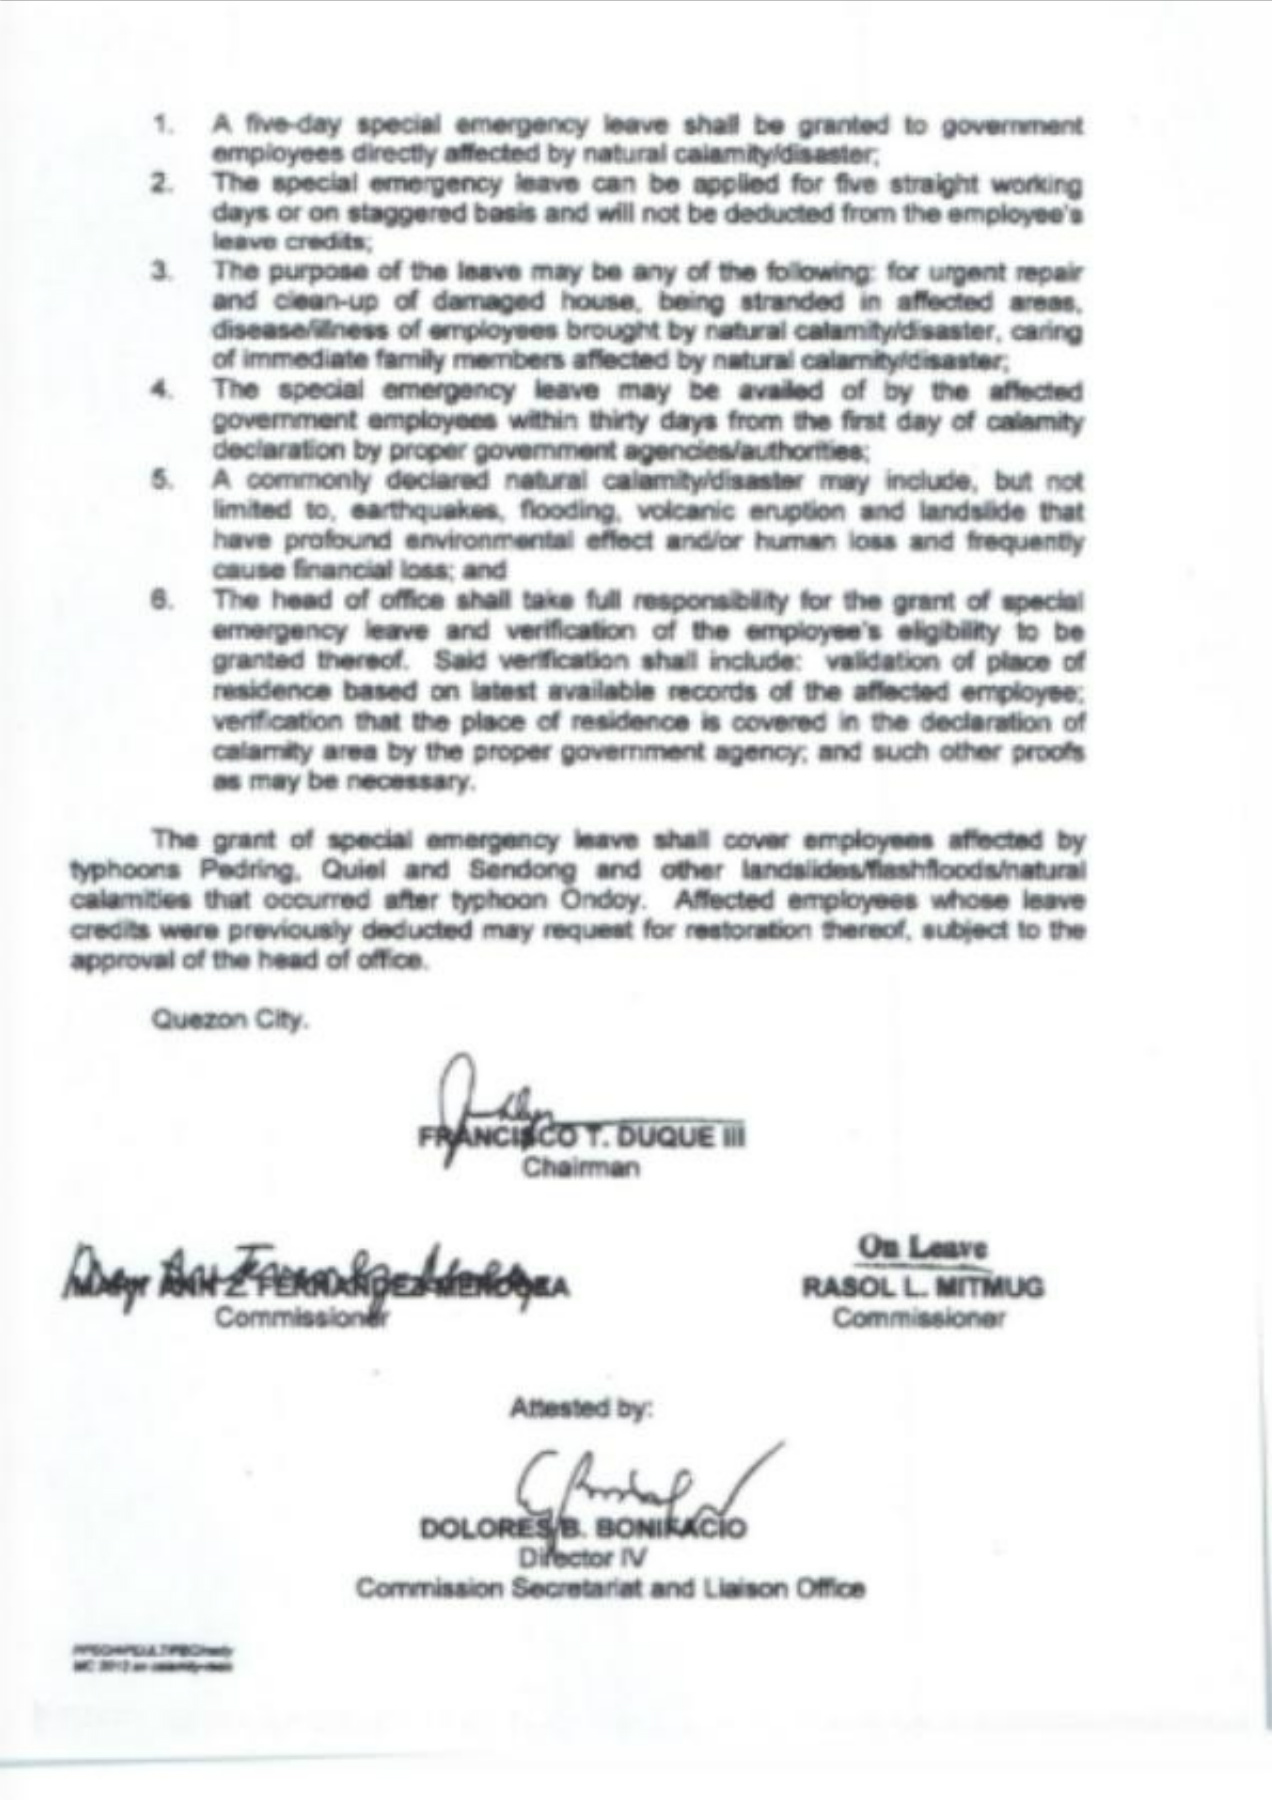 1. A five-day special emergency leave shall be granted to government
employees directly affected by natural calamity/disaster;
2. The special emergency leave can be applied for five straight working
days or on staggered basis and will not be deducted from the employee's
leave credits;
3. The purpose of the leave may be any of the following: for urgent repair
and clean-up of damaged house, being stranded in affected areas,
disease/illness of employees brought by natural calamity/disaster, caring
of immediate family members affected by natural calamity/disaster;
4. The special emergency leave may be availed of by the affected
government employees within thirty days from the first day of calamity
declaration by proper government agencies/authorities;
5. A commonly declared natural calamity/disaster may include, but not
limited to, earthquakes, flooding, volcanic eruption and landslide that
have profound environmental effect and/or human loss and frequently
cause financial loss; and
6. The head of office shall take full responsibility for the grant of special
emergency leave and verification of the employee's eligibility to be
granted thereof. Said verification shall include: validation of place of
residence based on latest available records of the affected employee;
verification that the place of residence is covered in the declaration of
calamity area by the proper government agency; and such other proofs
as may be necessary.
The grant of special emergency leave shall cover employees affected by
typhoons Pedring, Quiel and Sendong and other landslides/flashfloods/natural
calamities that occurred after typhoon Ondoy. Affected employees whose leave
credits were previously deducted may request for restoration thereof, subject to the
approval of the head of office.
Quezon City.
FRANCISCO T. DUQUE III
Chairman
On Leave
MARY ANN Z. FERNANDEZ-MENDOZA RASOL L. MITMUG
Commissioner Commissioner
Attested by:
DOLORES B. BONIFACIO
Director IV
Commission Secretariat and Liaison Office
MC 2012 on